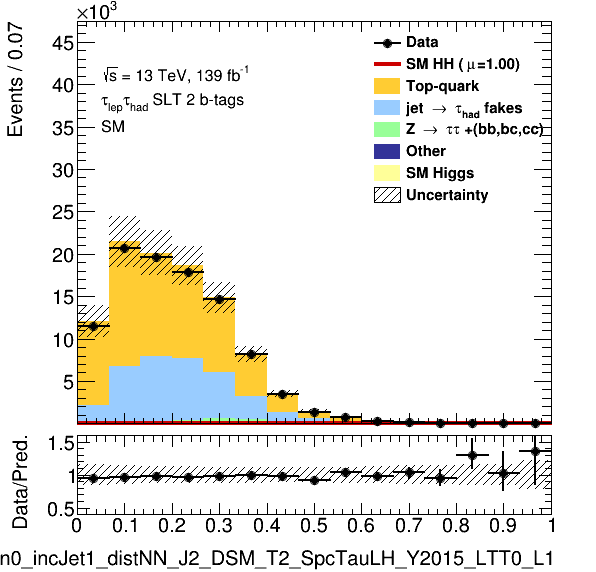 ×10³
Events / 0.07
45
40
35
30
25
20
15
10
5
√s = 13 TeV, 139 fb⁻¹
τlepτhad SLT 2 b-tags
SM
Data
SM HH ( μ=1.00)
Top-quark
jet → τhad fakes
Z → ττ +(bb,bc,cc)
Other
SM Higgs
Uncertainty
Data/Pred.
1.5
1
0.5
0 0.1 0.2 0.3 0.4 0.5 0.6 0.7 0.8 0.9 1
n0_incJet1_distNN_J2_DSM_T2_SpcTauLH_Y2015_LTT0_L1